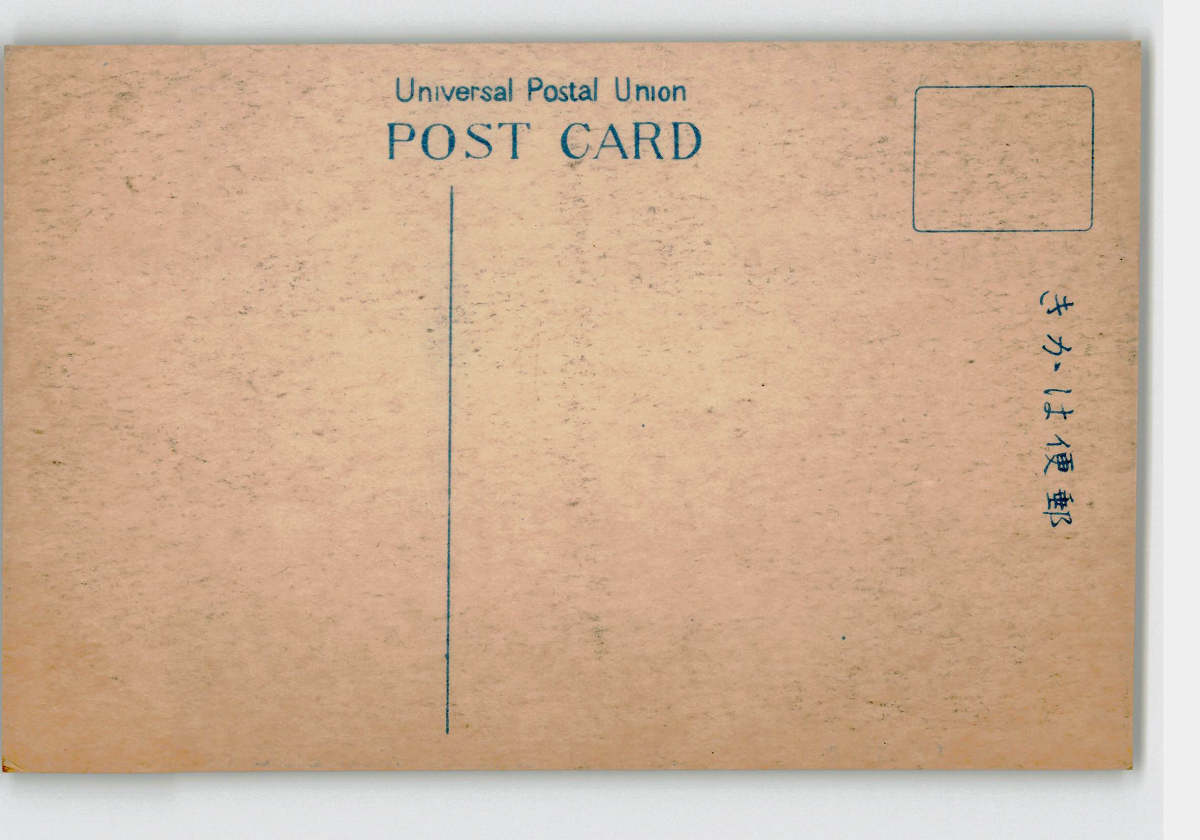 Universal Postal Union
POST CARD
きかは便郵